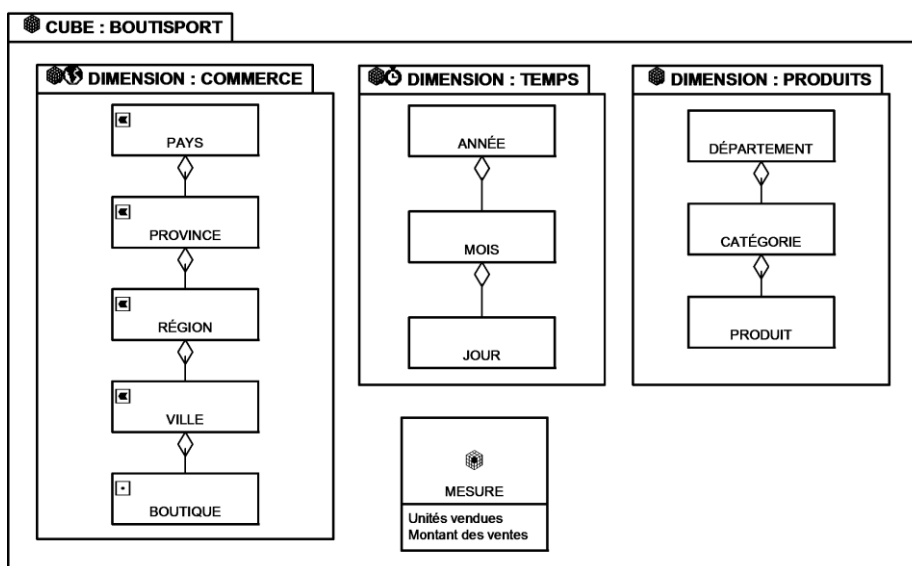 CUBE : BOUTISPORT
DIMENSION : COMMERCE
PAYS
PROVINCE
RÉGION
VILLE
BOUTIQUE
DIMENSION : TEMPS
ANNÉE
MOIS
JOUR
DIMENSION : PRODUITS
DÉPARTEMENT
CATÉGORIE
PRODUIT
MESURE
Unités vendues
Montant des ventes